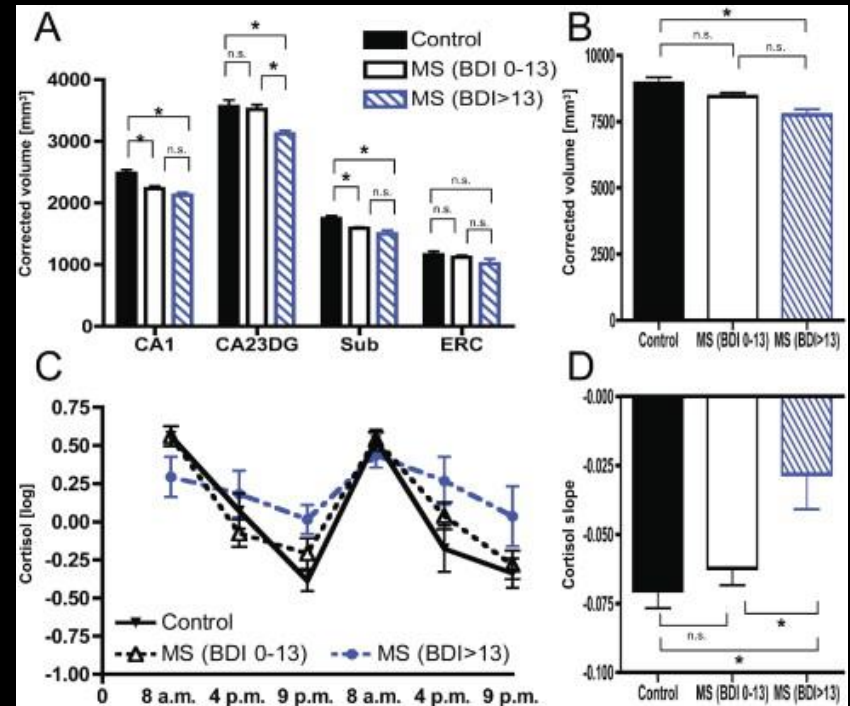 A
Control
MS (BDI 0-13)
MS (BDI>13)
Corrected volume [mm³]
4000
3000
2000
1000
0
*
*
n.s.
*
n.s.
*
*
*
n.s.
n.s.
n.s.
n.s.
CA1 CA23DG Sub ERC
B
Corrected volume [mm³]
10000
7500
5000
2500
0
*
n.s.
n.s.
Control MS (BDI 0-13) MS (BDI>13)
C
Cortisol [log]
0.75
0.50
0.25
0.00
-0.25
-0.50
-0.75
-1.00
Control
MS (BDI 0-13) MS (BDI>13)
0 8 a.m. 4 p.m. 9 p.m. 8 a.m. 4 p.m. 9 p.m.
D
Cortisol slope
-0.000
-0.025
-0.050
-0.075
-0.100
n.s.
*
*
Control MS (BDI 0-13) MS (BDI>13)